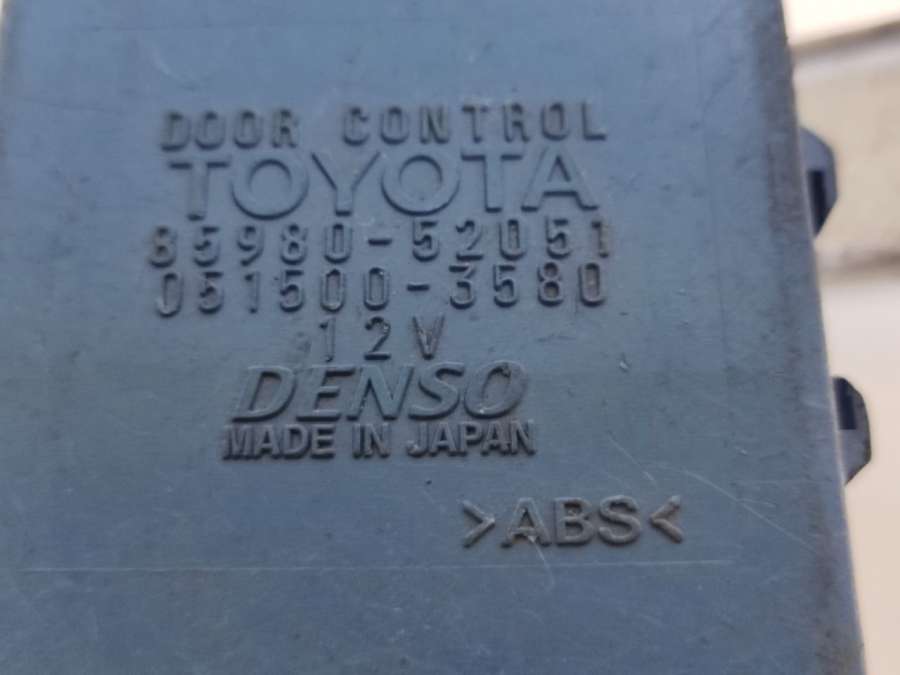 DOOR CONTROL
TOYOTA
85980-52051
051500-3580
12V
DENSO
MADE IN JAPAN
>ABS<